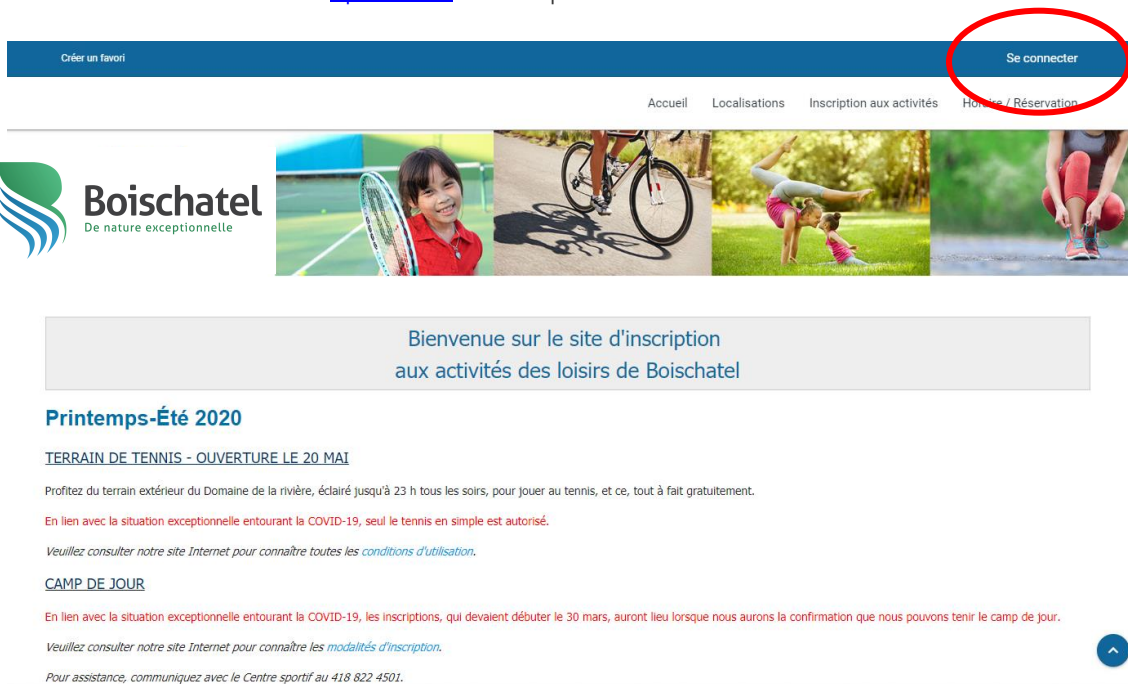 Créer un favori
Se connecter
Accueil Localisations Inscription aux activités Horaire / Réservation
Boischatel
De nature exceptionnelle
Bienvenue sur le site d'inscription
aux activités des loisirs de Boischatel
Printemps-Été 2020
TERRAIN DE TENNIS - OUVERTURE LE 20 MAI
Profitez du terrain extérieur du Domaine de la rivière, éclairé jusqu'à 23 h tous les soirs, pour jouer au tennis, et ce, tout à fait gratuitement.
En lien avec la situation exceptionnelle entourant la COVID-19, seul le tennis en simple est autorisé.
Veuillez consulter notre site Internet pour connaître toutes les conditions d'utilisation.
CAMP DE JOUR
En lien avec la situation exceptionnelle entourant la COVID-19, les inscriptions, qui devaient débuter le 30 mars, auront lieu lorsque nous aurons la confirmation que nous pouvons tenir le camp de jour.
Veuillez consulter notre site Internet pour connaître les modalités d'inscription.
Pour assistance, communiquez avec le Centre sportif au 418 822 4501.